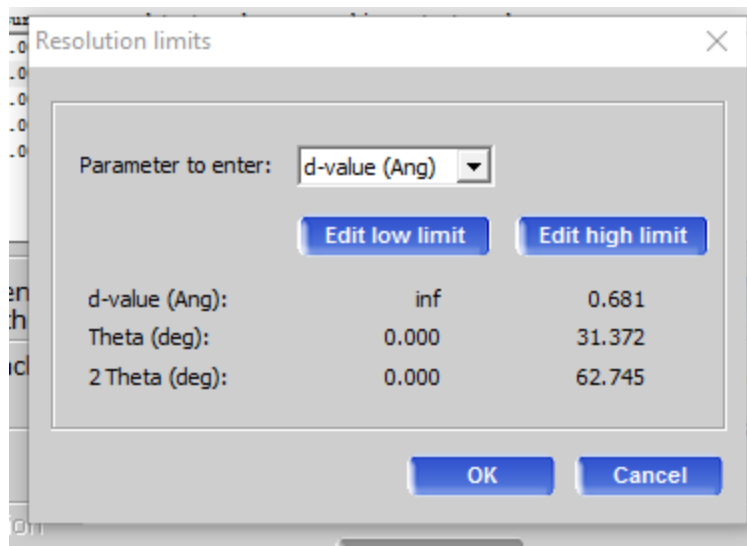 Resolution limits
Parameter to enter: d-value (Ang)
Edit low limit Edit high limit
d-value (Ang): inf 0.681
Theta (deg): 0.000 31.372
2 Theta (deg): 0.000 62.745
OK Cancel